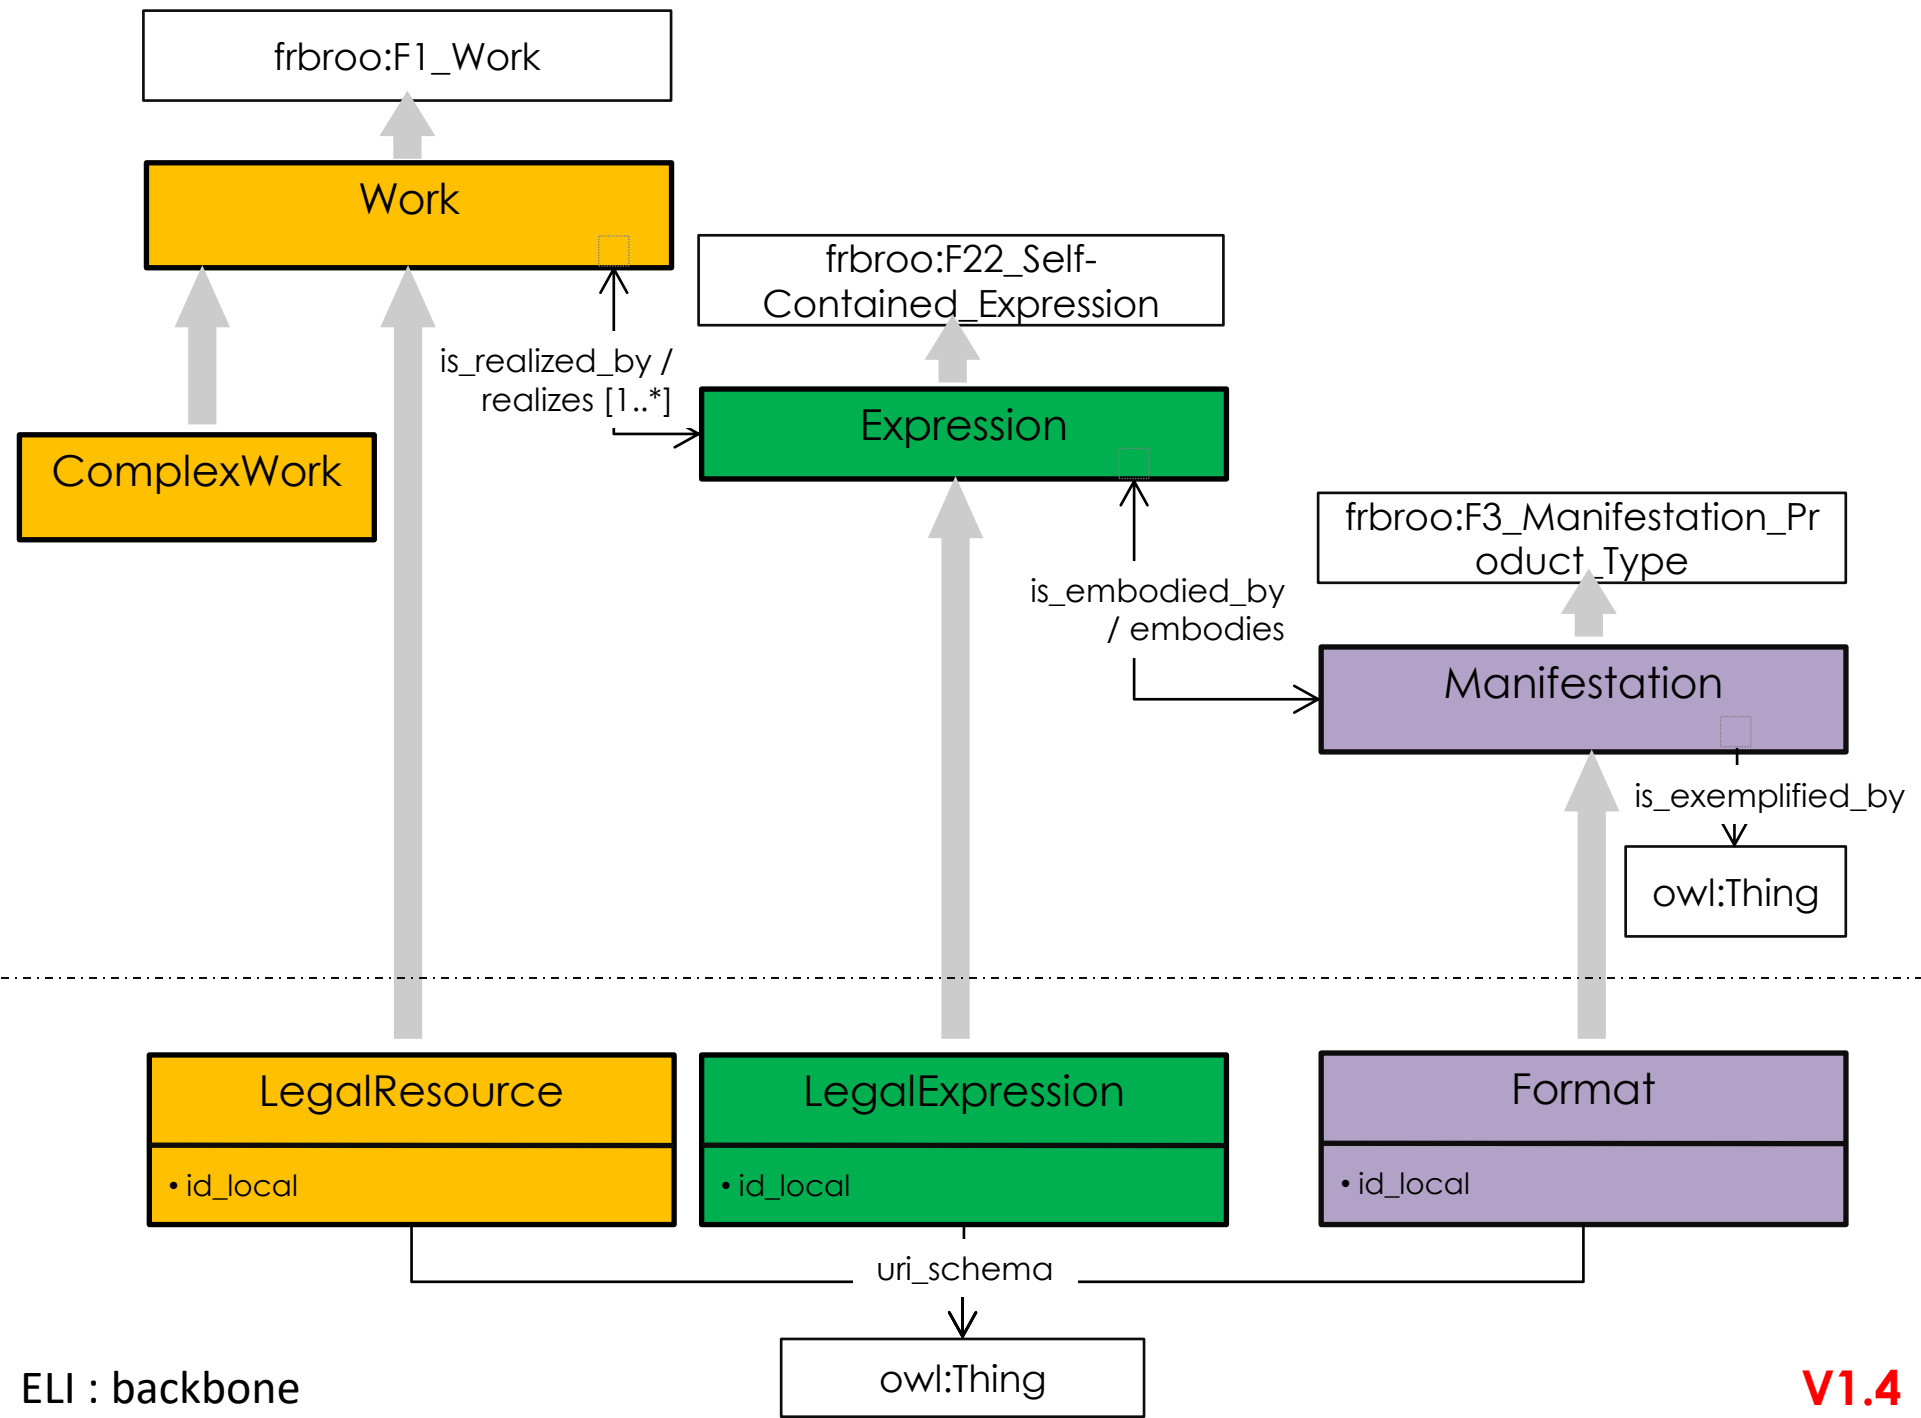 frbroo:F1_Work
Work
frbroo:F22_Self-
Contained_Expression
is_realized_by /
realizes [1..*]
Expression
ComplexWork
frbroo:F3_Manifestation_Pr
oduct_Type
is_embodied_by
/ embodies
Manifestation
is_exemplified_by
owl:Thing
LegalResource
• id_local
LegalExpression
• id_local
Format
• id_local
uri_schema
owl:Thing
ELI : backbone
V1.4